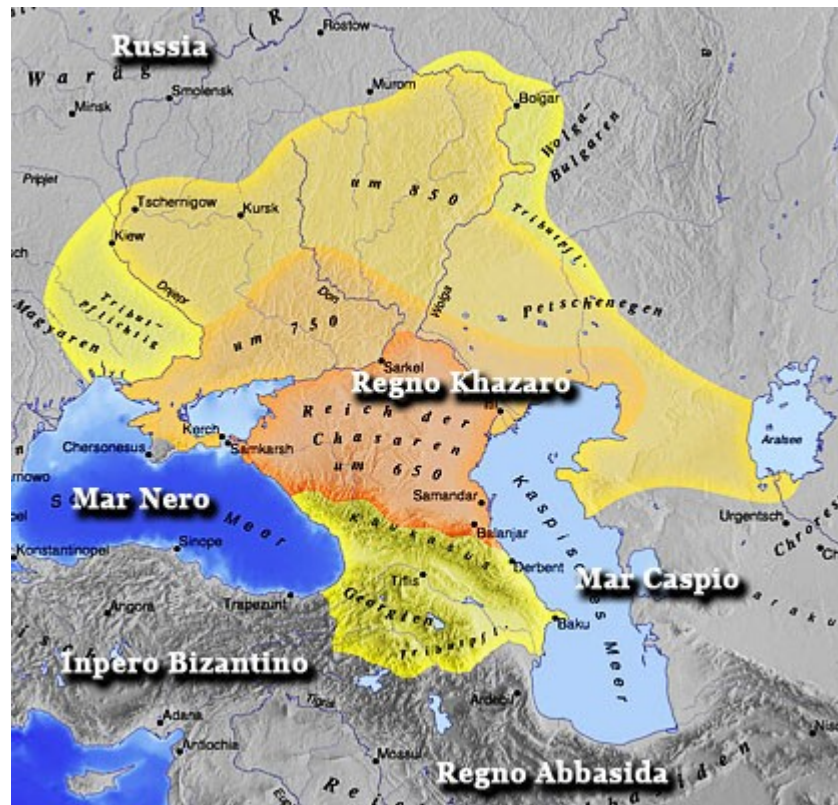 Rostow
Russia
Waräg
Murom
Smolensk
Minsk
Bolgar
Wolga-
Bulgaren
um 850
Pripjet
Tschernigow
Kursk
Kiew
Tributpfl.
Dnjepr
Don
Wolga
Petschenegen
Tribut-
pflichtig
Magyaren
um 750
Sarkel
Regno Khazaro
Itil
Reich der
Chasaren
um 650
Aralsee
Kerch
Samkarsh
Chersonesus
Mar Nero
Meer
Samandar
Balanjar
Kaspisches Meer
Urgentsch
Konstantinopel
Sinope
Kaukasus
Derbent
Mar Caspio
Tiflis
Trapezunt
Angora
Georgien
Tributpfl.
Baku
Inpero Bizantino
Tigris
Adana
Antiochia
Mossul
Regno Abbasida